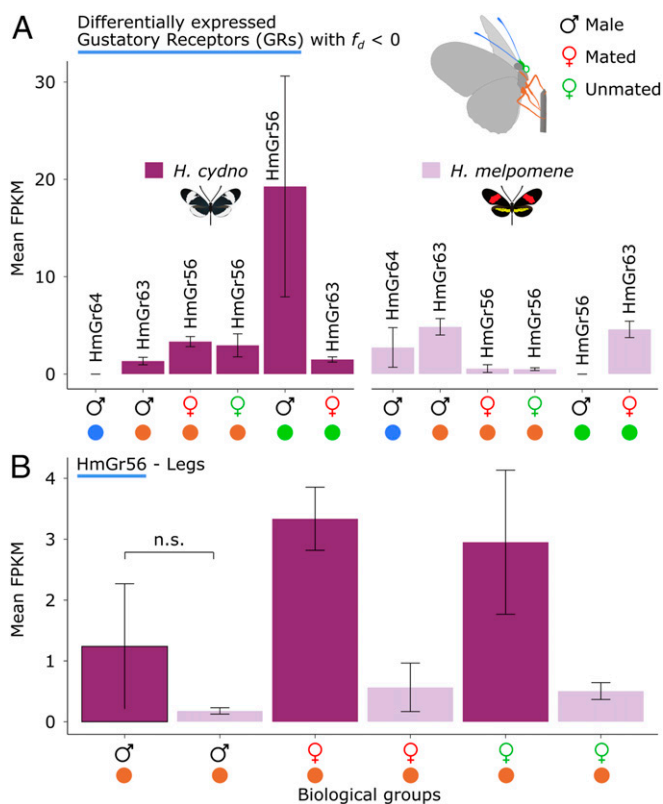 A
Differentially expressed
Gustatory Receptors (GRs) with f_d < 0
♂ Male
♀ Mated
♀ Unmated
Mean FPKM
30
20
10
0
H. cydno
H. melpomene
HmGr64
HmGr63
HmGr56
HmGr56
HmGr56
HmGr63
HmGr64
HmGr63
HmGr56
HmGr56
HmGr56
HmGr63
♂ ♂ ♀ ♀ ♂ ♀ ♂ ♂ ♀ ♀ ♂ ♀
B
HmGr56 - Legs
Mean FPKM
4
3
2
1
0
n.s.
♂ ♂ ♀ ♀ ♀ ♀
Biological groups